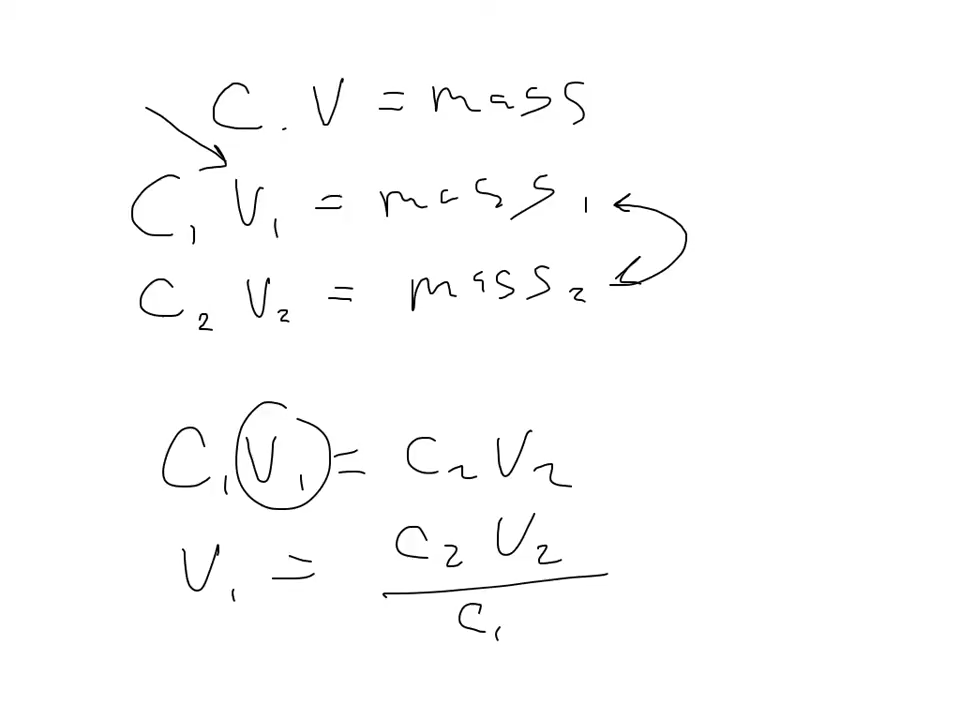 C. V = mass
C₁ V₁ = mass₁
C₂ V₂ = mass₂
C₁ V₁ = C₂ V₂
V₁ = C₂ V₂
C₁